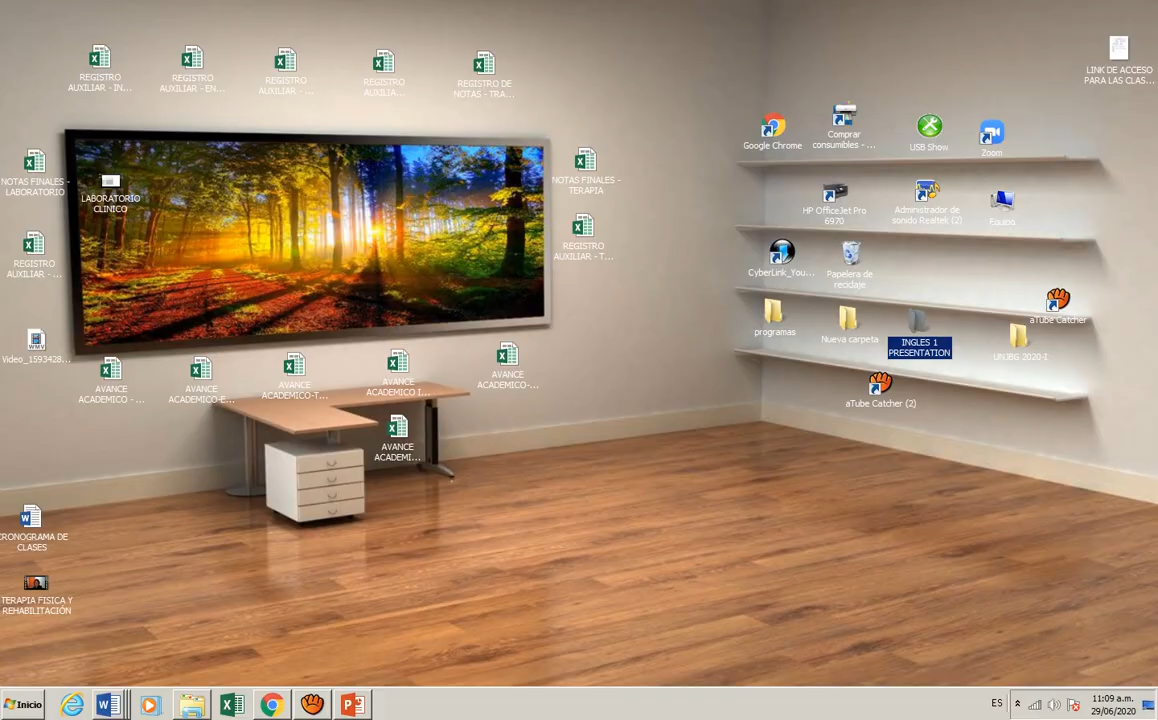 REGISTRO
AUXILIAR - IN...
REGISTRO
AUXILIAR - EN...
REGISTRO
AUXILIAR - ...
REGISTRO
AUXILIA...
REGISTRO DE
NOTAS - TRA...
LINK DE ACCESO
PARA LAS CLAS...
Google Chrome
Comprar
consumibles - ...
USB Show
Zoom
NOTAS FINALES -
LABORATORIO
LABORATORIO
CLINICO
NOTAS FINALES -
TERAPIA
HP OfficeJet Pro
6970
Administrador de
sonido Realtek (2)
Equipo
REGISTRO
AUXILIAR - ...
REGISTRO
AUXILIAR - T...
CyberLink_You...
Papelera de
reciclaje
programas
Nueva carpeta
INGLES 1
PRESENTATION
UNJBG 2020-I
aTube Catcher
Video_1593428...
AVANCE
ACADEMICO - ...
AVANCE
ACADEMICO-E...
AVANCE
ACADEMICO-T...
AVANCE
ACADEMICO I...
AVANCE
ACADEMICO-...
aTube Catcher (2)
AVANCE
ACADEMI...
CRONOGRAMA DE
CLASES
TERAPIA FISICA Y
REHABILITACIÓN
Inicio
ES
11:09 a.m.
29/06/2020